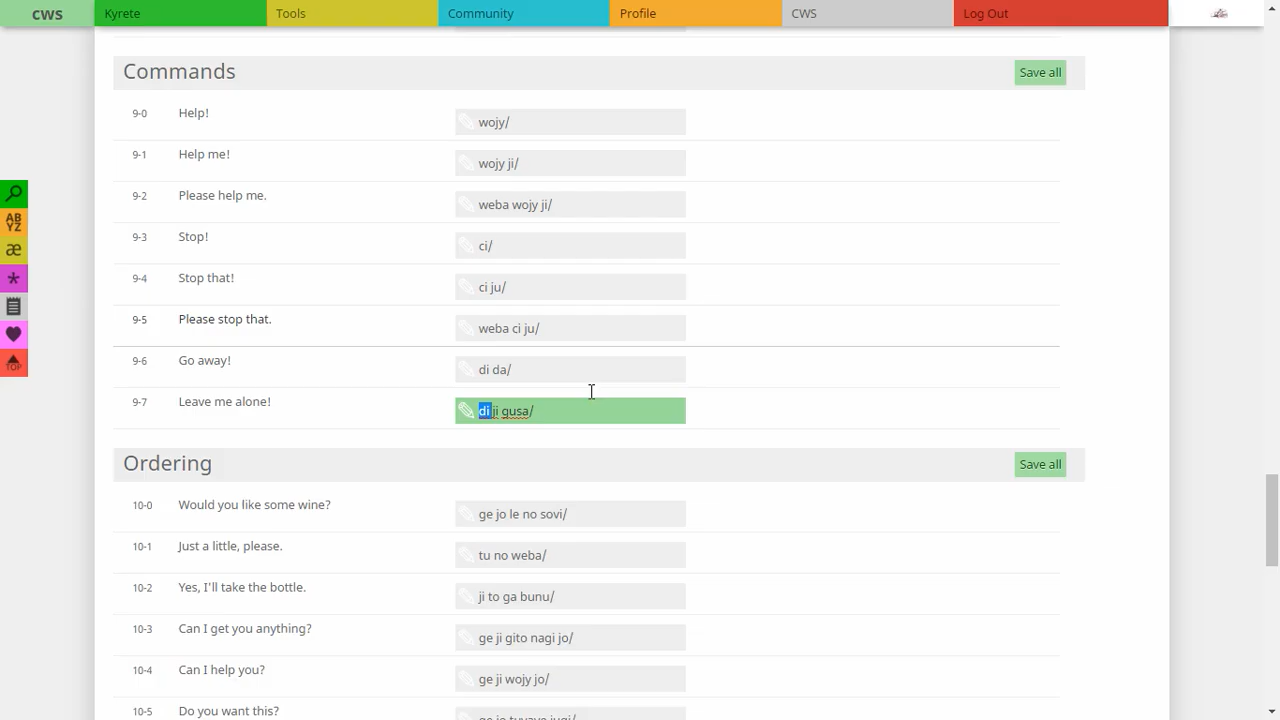 CWS Kyrete Tools Community Profile CWS Log Out
Commands Save all
9-0 Help! wojy/
9-1 Help me! wojy ji/
9-2 Please help me. weba wojy ji/
9-3 Stop! ci/
9-4 Stop that! ci ju/
9-5 Please stop that. weba ci ju/
9-6 Go away! di da/
9-7 Leave me alone! di ji gusa/
Ordering Save all
10-0 Would you like some wine? ge jo le no sovi/
10-1 Just a little, please. tu no weba/
10-2 Yes, I'll take the bottle. ji to ga bunu/
10-3 Can I get you anything? ge ji gito nagi jo/
10-4 Can I help you? ge ji wojy jo/
10-5 Do you want this?
AB
YZ
æ
*
TOP